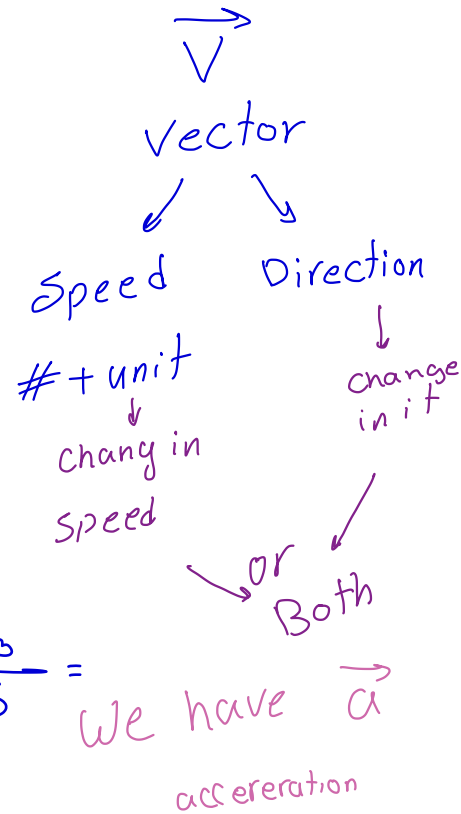 V
vector
Speed Direction
# + unit
change
in it
chang in
speed
or
Both
=
we have a
accereration